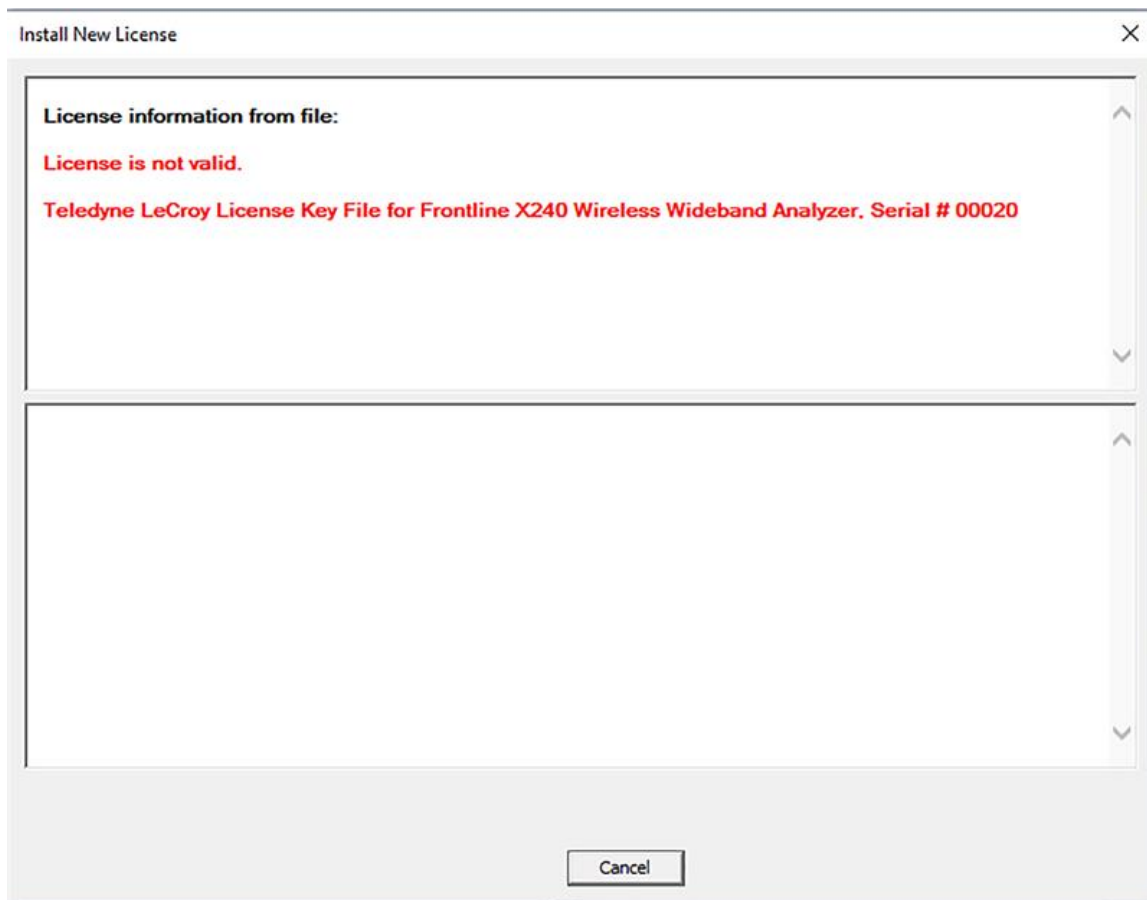 Install New License
License information from file:
License is not valid.
Teledyne LeCroy License Key File for Frontline X240 Wireless Wideband Analyzer, Serial # 00020
Cancel